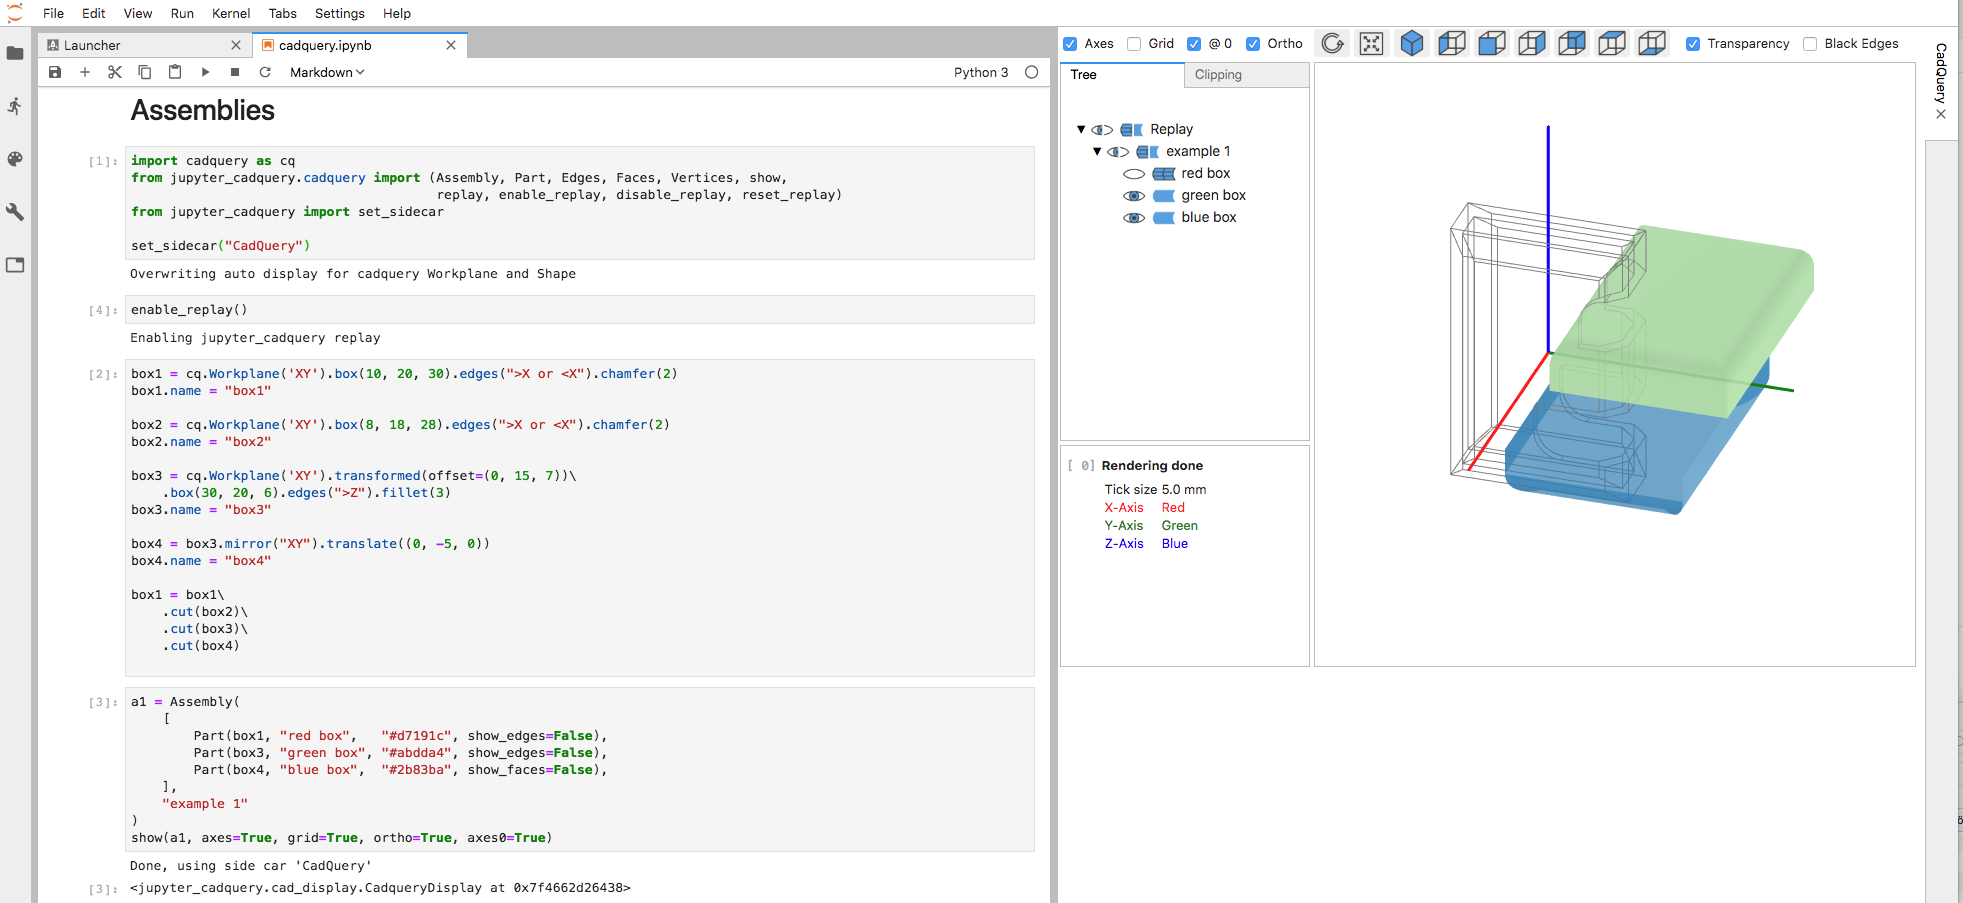 File Edit View Run Kernel Tabs Settings Help
Launcher
cadquery.ipynb
Markdown
Python 3
Assemblies
[1]:
import cadquery as cq
from jupyter_cadquery.cadquery import (Assembly, Part, Edges, Faces, Vertices, show,
replay, enable_replay, disable_replay, reset_replay)
from jupyter_cadquery import set_sidecar
set_sidecar("CadQuery")
Overwriting auto display for cadquery Workplane and Shape
[4]:
enable_replay()
Enabling jupyter_cadquery replay
[2]:
box1 = cq.Workplane('XY').box(10, 20, 30).edges(">X or <X").chamfer(2)
box1.name = "box1"
box2 = cq.Workplane('XY').box(8, 18, 28).edges(">X or <X").chamfer(2)
box2.name = "box2"
box3 = cq.Workplane('XY').transformed(offset=(0, 15, 7))\
.box(30, 20, 6).edges(">Z").fillet(3)
box3.name = "box3"
box4 = box3.mirror("XY").translate((0, -5, 0))
box4.name = "box4"
box1 = box1\
.cut(box2)\
.cut(box3)\
.cut(box4)
[3]:
a1 = Assembly(
[
Part(box1, "red box",   "#d7191c", show_edges=False),
Part(box3, "green box", "#abdda4", show_edges=False),
Part(box4, "blue box",  "#2b83ba", show_faces=False),
],
"example 1"
)
show(a1, axes=True, grid=True, ortho=True, axes0=True)
Done, using side car 'CadQuery'
[3]: <jupyter_cadquery.cad_display.CadqueryDisplay at 0x7f4662d26438>
Axes Grid @ 0 Ortho Transparency Black Edges
Tree Clipping
Replay
example 1
red box
green box
blue box
[ 0] Rendering done
Tick size 5.0 mm
X-Axis Red
Y-Axis Green
Z-Axis Blue
CadQuery